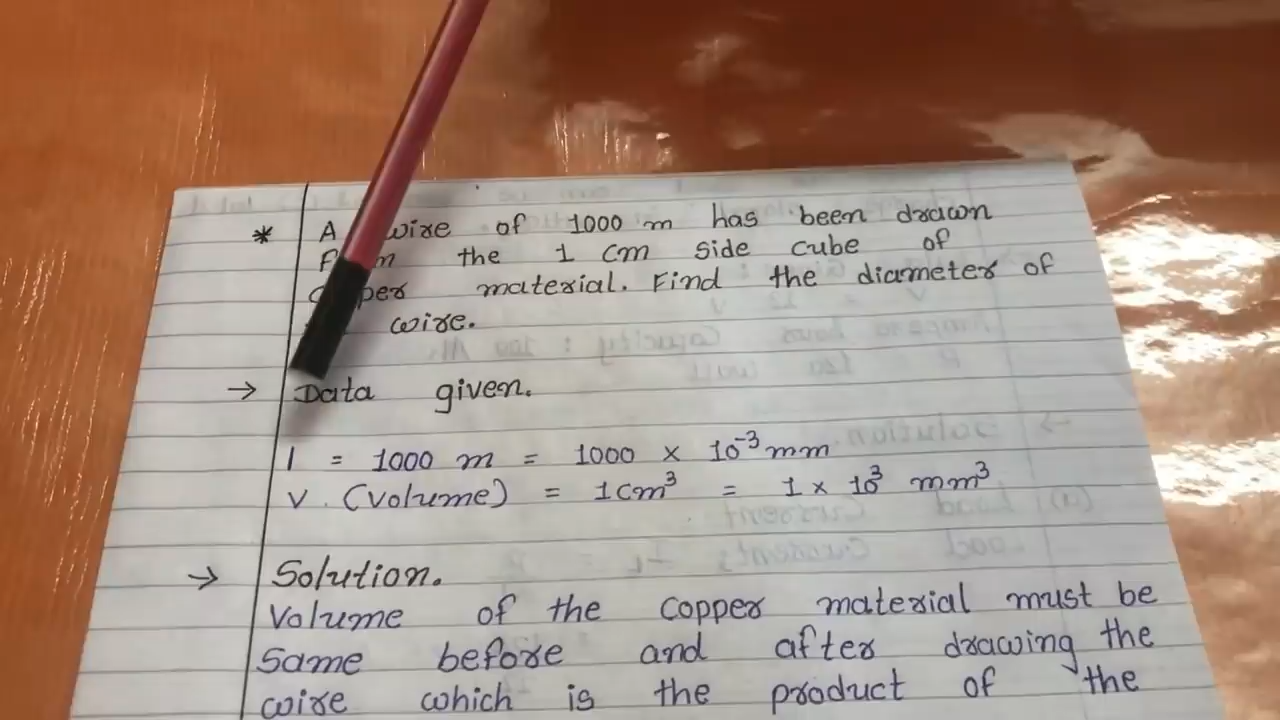 * A wire of 1000 m has been drawn
the 1 cm side cube of
material. Find the diameter of
wire.
→ Data given.
l = 1000 m = 1000 × 10⁻³ mm
V. (volume) = 1cm³ = 1 × 10³ mm³
→ Solution.
Volume of the copper material must be
same before and after drawing the
wire which is the product of the